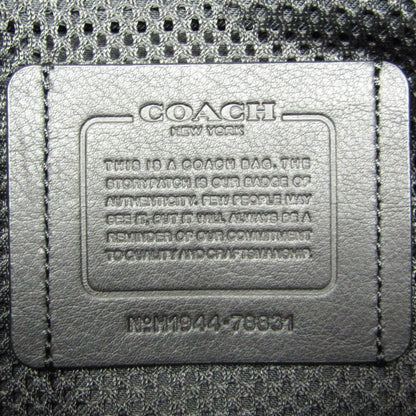 COACH
NEW YORK
THIS IS A COACH BAG. THE
STORYPATCH IS OUR BADGE OF
AUTHENTICITY. FEW PEOPLE MAY
SEE IT, BUT IT WILL ALWAYS BE A
REMINDER OF OUR COMMITMENT
TO QUALITY AND CRAFTSMANSHIP.
Nº:H1944-78831